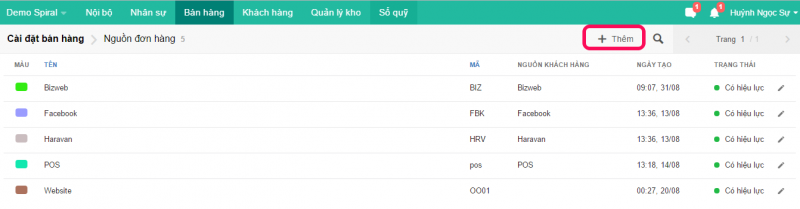 Demo Spiral Nội bộ Nhân sự Bán hàng Khách hàng Quản lý kho Sổ quỹ 1 1 Huỳnh Ngọc Sự
Cài đặt bán hàng Nguồn đơn hàng 5 + Thêm Trang 1 / 1
MÀU TÊN MÃ NGUỒN KHÁCH HÀNG NGÀY TẠO TRẠNG THÁI
Bizweb BIZ Bizweb 09:07, 31/08 Có hiệu lực
Facebook FBK Facebook 13:36, 13/08 Có hiệu lực
Haravan HRV Haravan 13:36, 13/08 Có hiệu lực
POS pos POS 13:18, 14/08 Có hiệu lực
Website OO01 00:27, 20/08 Có hiệu lực